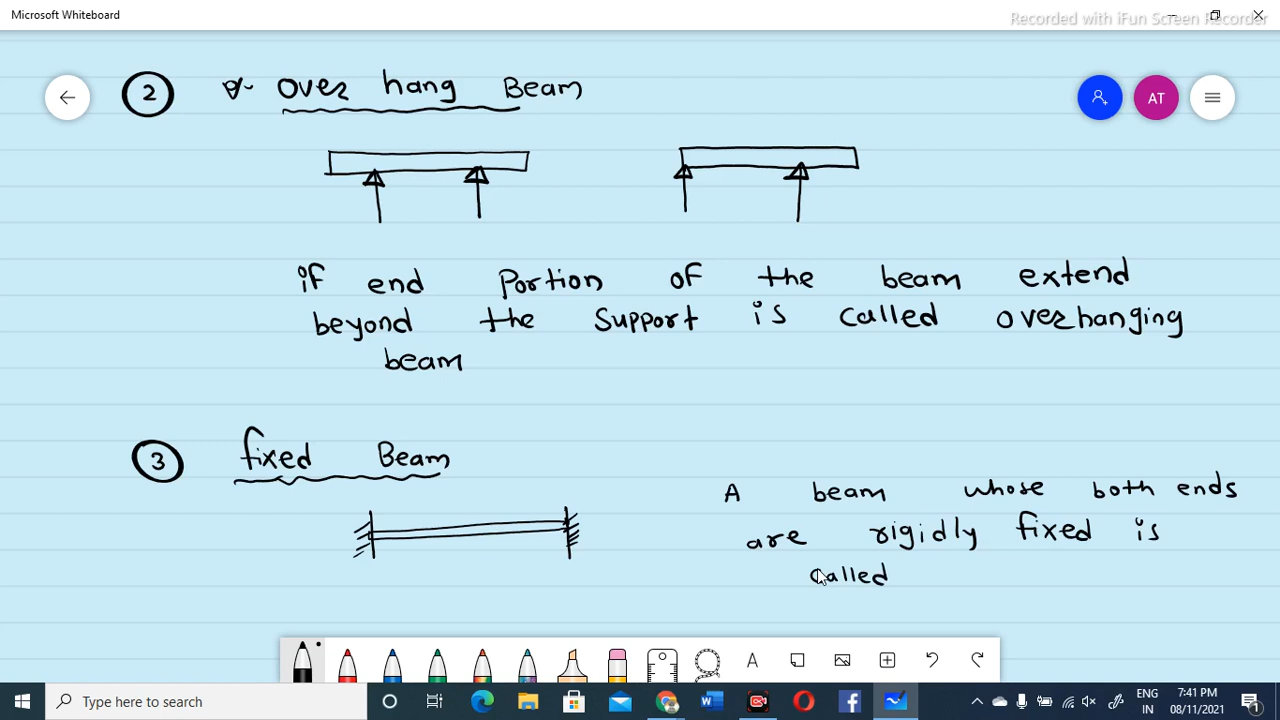 Microsoft Whiteboard
Recorded with iFun Screen Recorder
2 over hang Beam
AT
if end portion of the beam extend
beyond the support is called overhanging
beam
3 fixed Beam
A beam whose both ends
are rigidly fixed is
called
A
Type here to search
ENG
IN
7:41 PM
08/11/2021
1